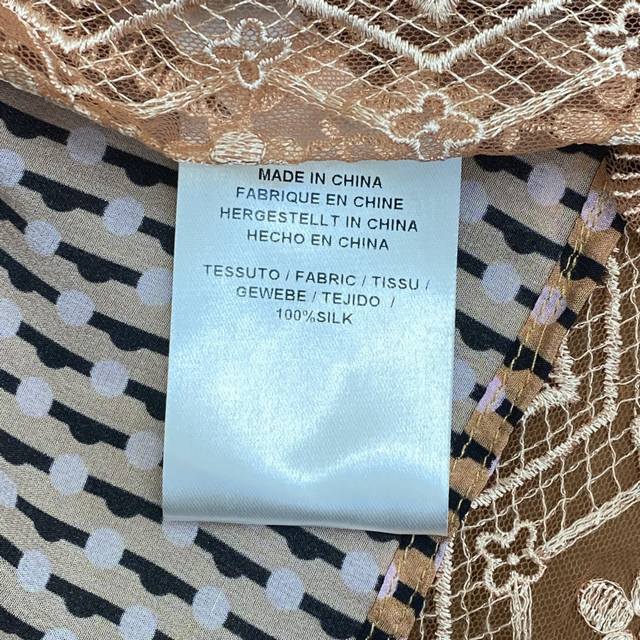 MADE IN CHINA
FABRIQUE EN CHINE
HERGESTELLT IN CHINA
HECHO EN CHINA
TESSUTO / FABRIC / TISSU /
GEWEBE / TEJIDO /
100%SILK